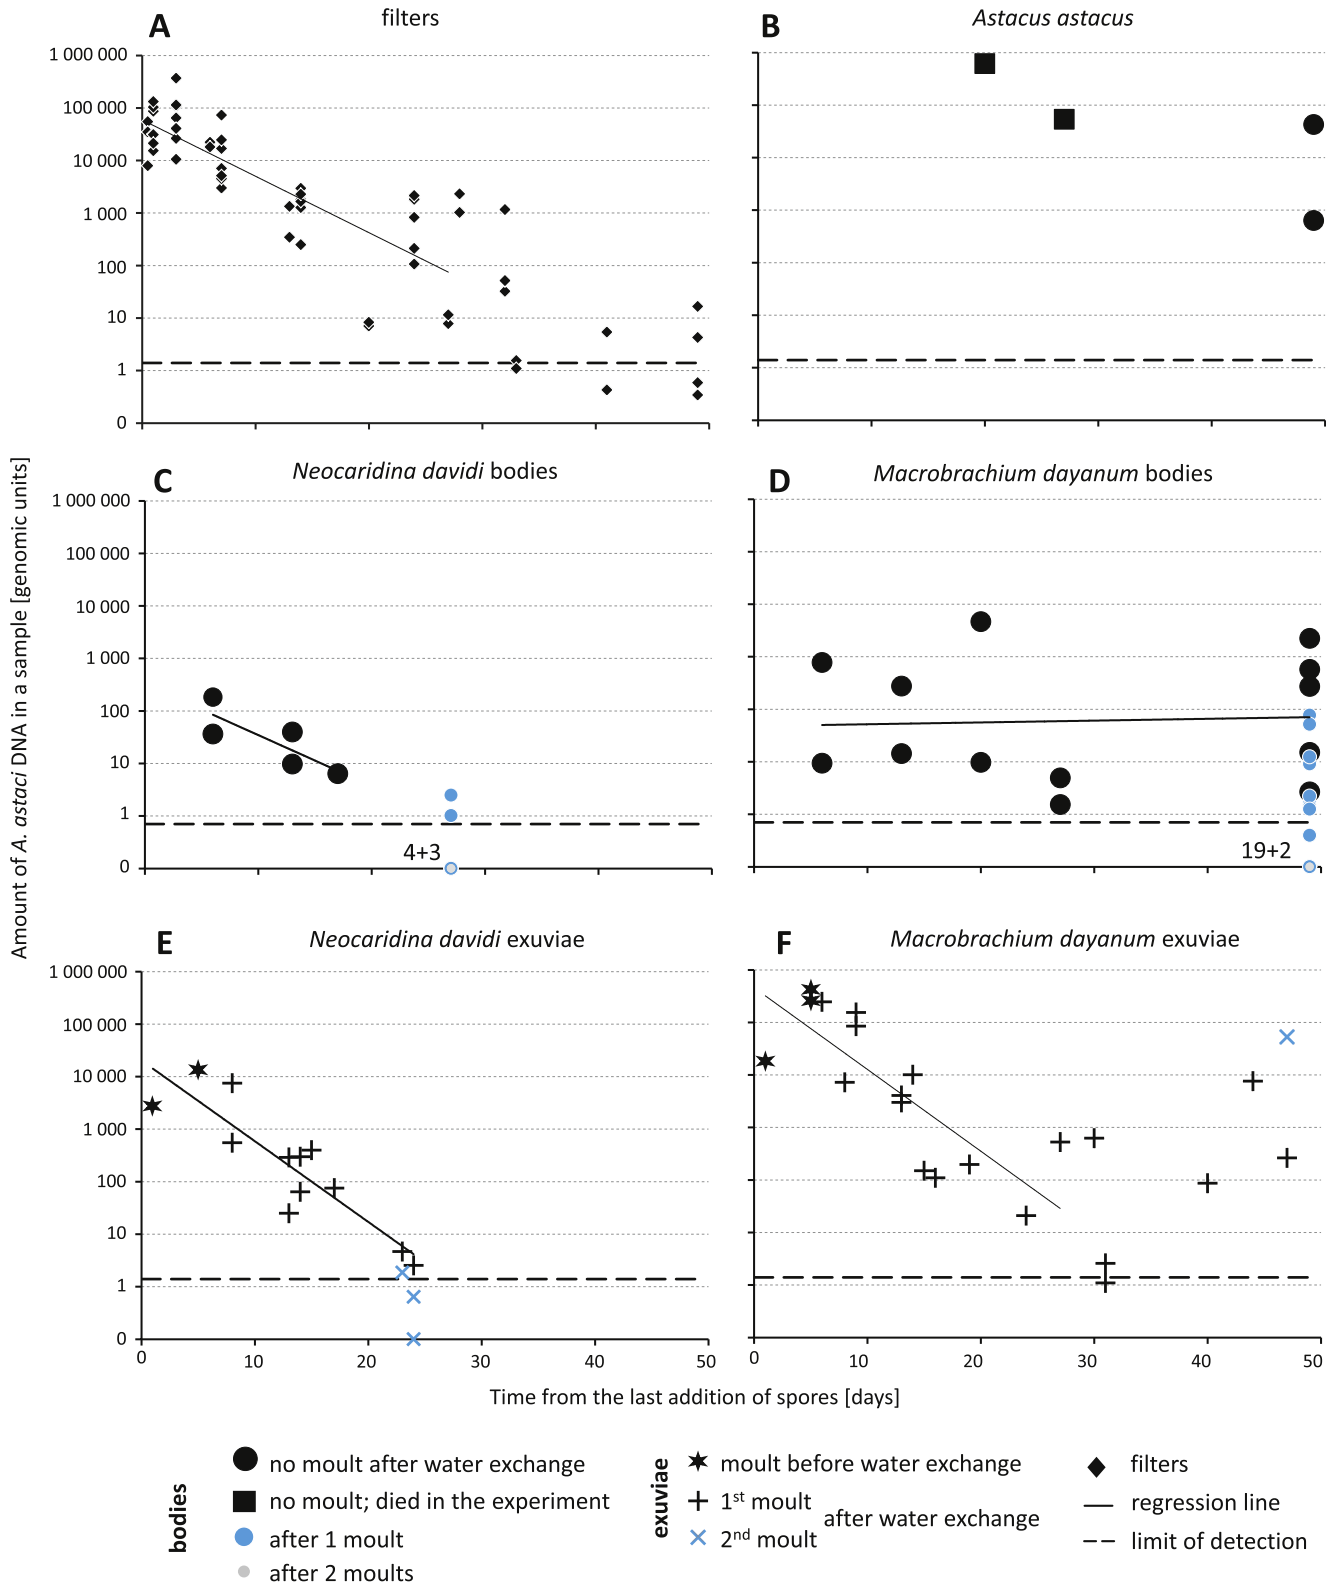 A
filters
B
Astacus astacus
1 000 000
100 000
10 000
1 000
100
10
1
0
C
Neocaridina davidi bodies
D
Macrobrachium dayanum bodies
1 000 000
100 000
10 000
1 000
100
10
1
0
4+3
19+2
Amount of A. astaci DNA in a sample [genomic units]
E
Neocaridina davidi exuviae
F
Macrobrachium dayanum exuviae
1 000 000
100 000
10 000
1 000
100
10
1
0
0 10 20 30 40 50
0 10 20 30 40 50
Time from the last addition of spores [days]
bodies
no moult after water exchange
no moult; died in the experiment
after 1 moult
after 2 moults
exuviae
moult before water exchange
1st moult
2nd moult
after water exchange
filters
regression line
limit of detection